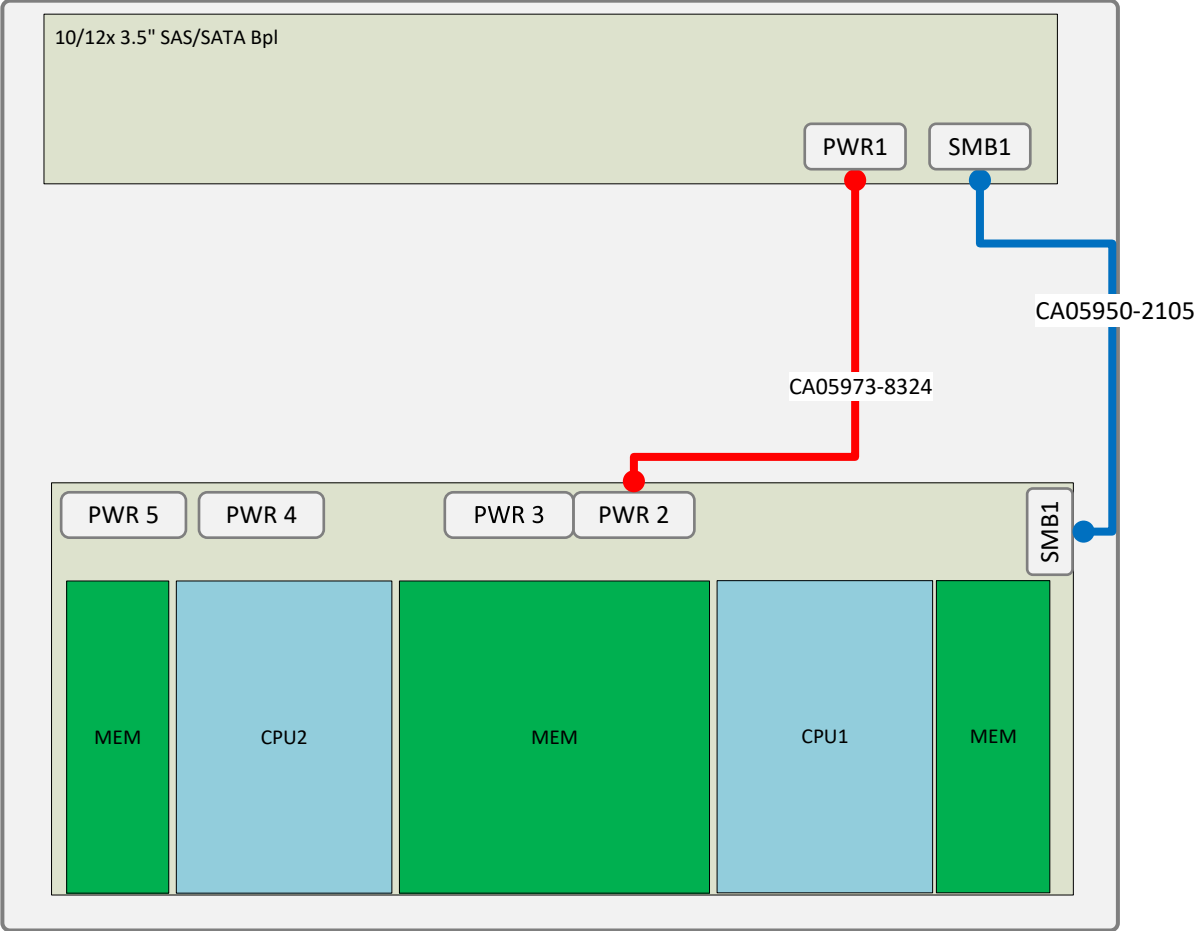 10/12x 3.5" SAS/SATA Bpl
PWR1
SMB1
CA05950-2105
CA05973-8324
PWR 5
PWR 4
PWR 3
PWR 2
SMB1
MEM
CPU2
MEM
CPU1
MEM